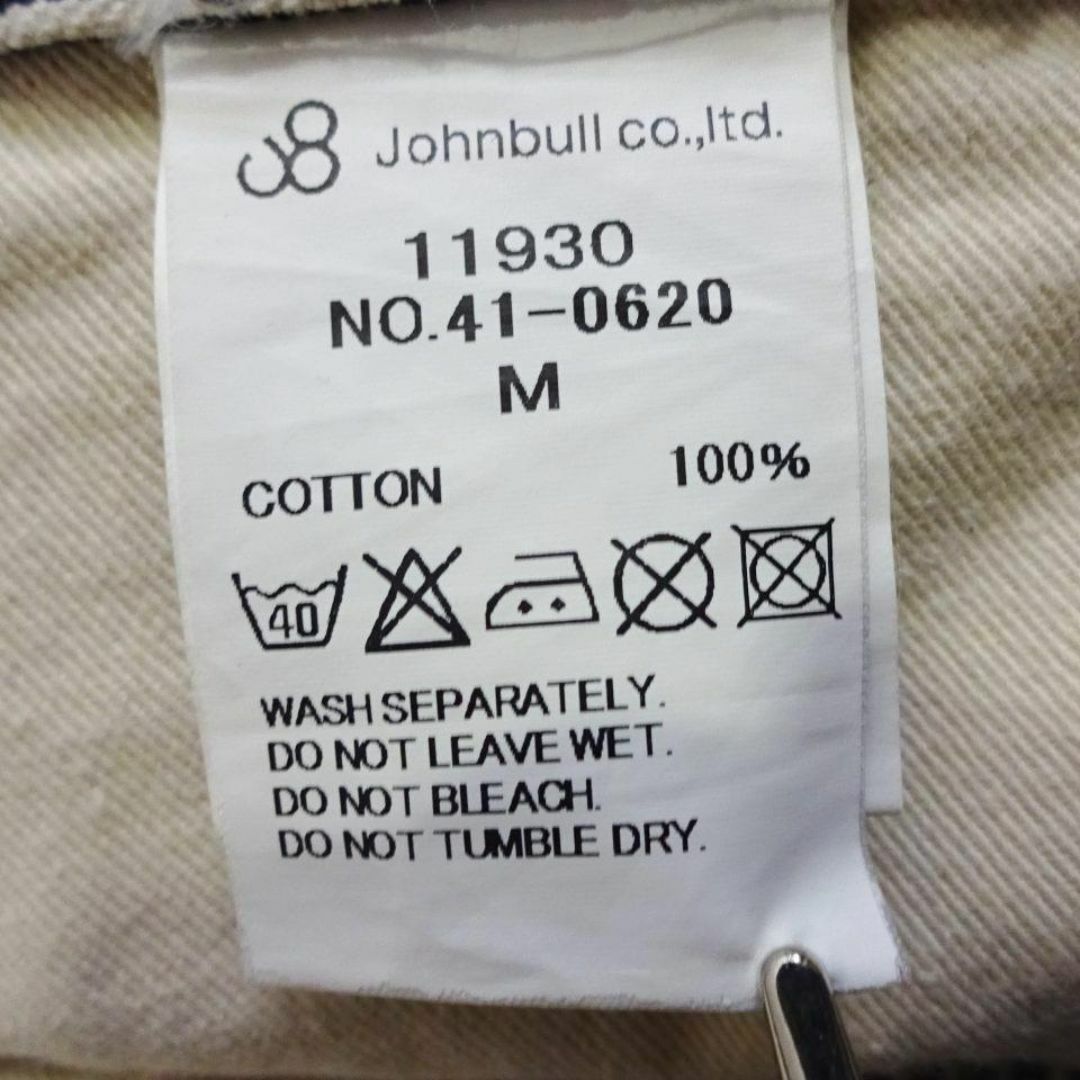 Johnbull co.,ltd.
11930
NO.41-0620
M
COTTON 100%
40
WASH SEPARATELY.
DO NOT LEAVE WET.
DO NOT BLEACH.
DO NOT TUMBLE DRY.